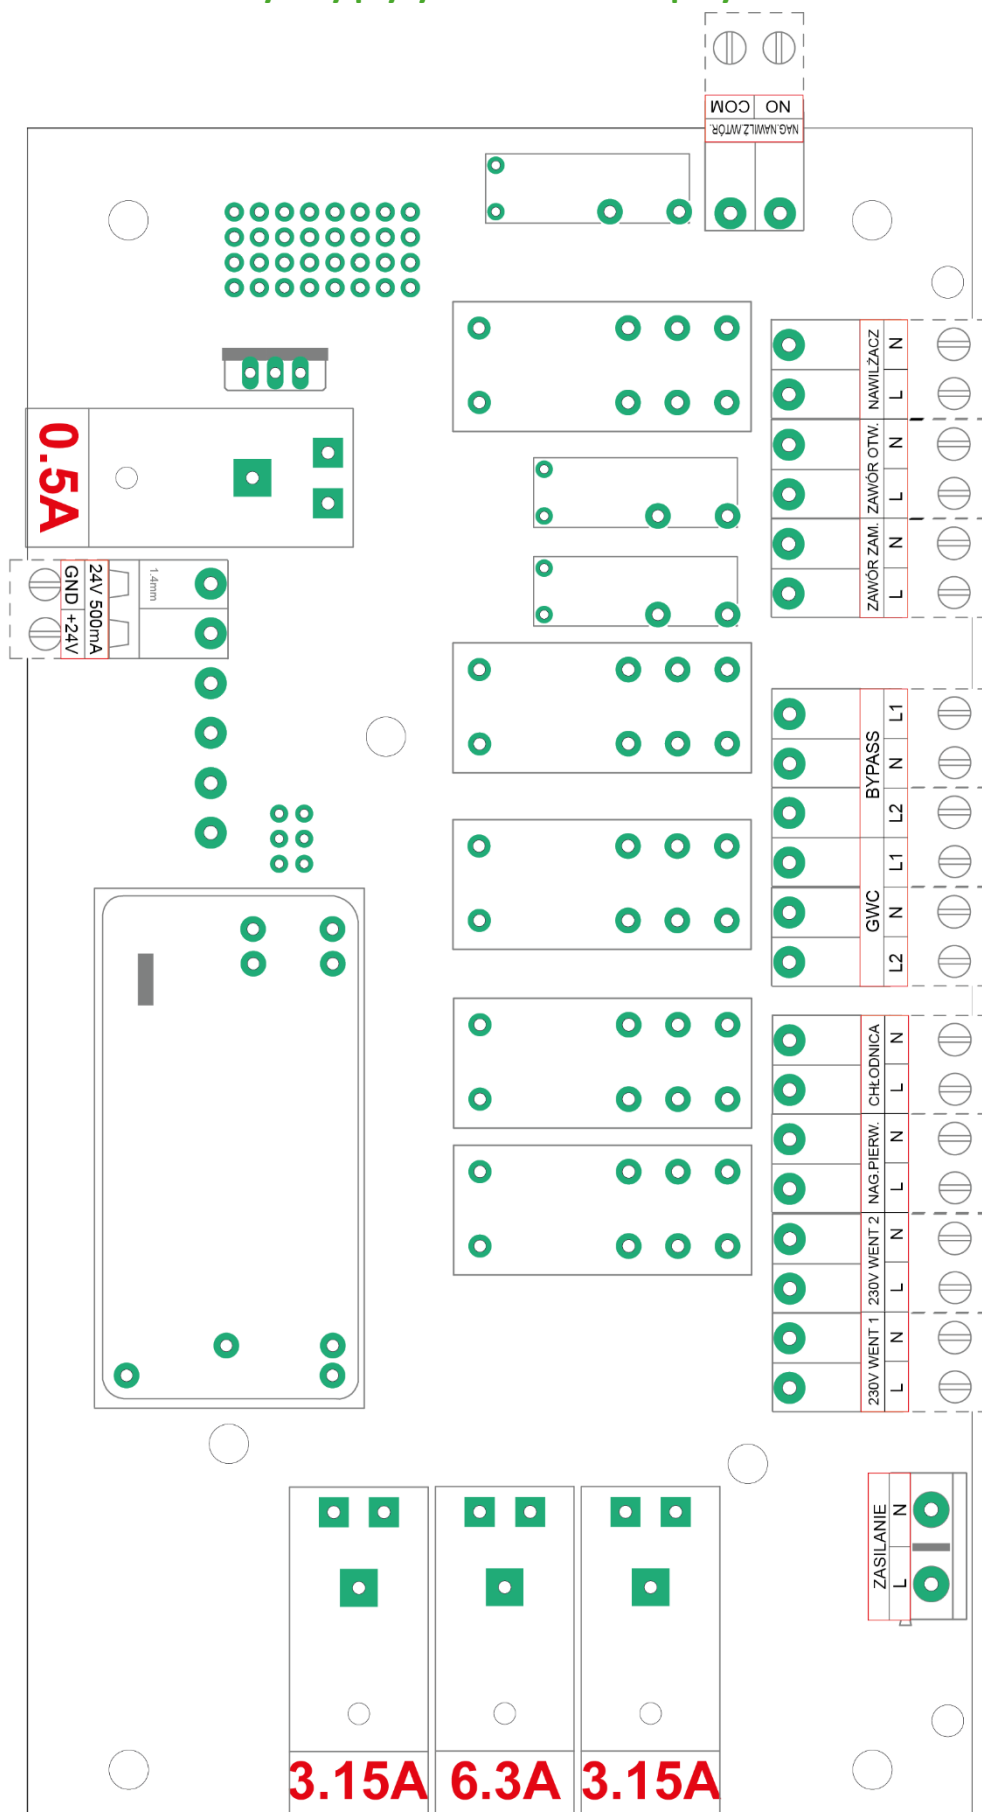 NO COM
NAG.NAWILŻ.WTÓR.
NAWILŻACZ
N
L
ZAWÓR OTW.
N
L
ZAWÓR ZAM.
N
L
0.5A
1.4mm
24V 500mA
GND +24V
BYPASS
L1
N
L2
GWC
L1
N
L2
CHŁODNICA
N
L
NAG.PIERW.
N
L
230V WENT 2
N
L
230V WENT 1
N
L
ZASILANIE
N
L
3.15A 6.3A 3.15A